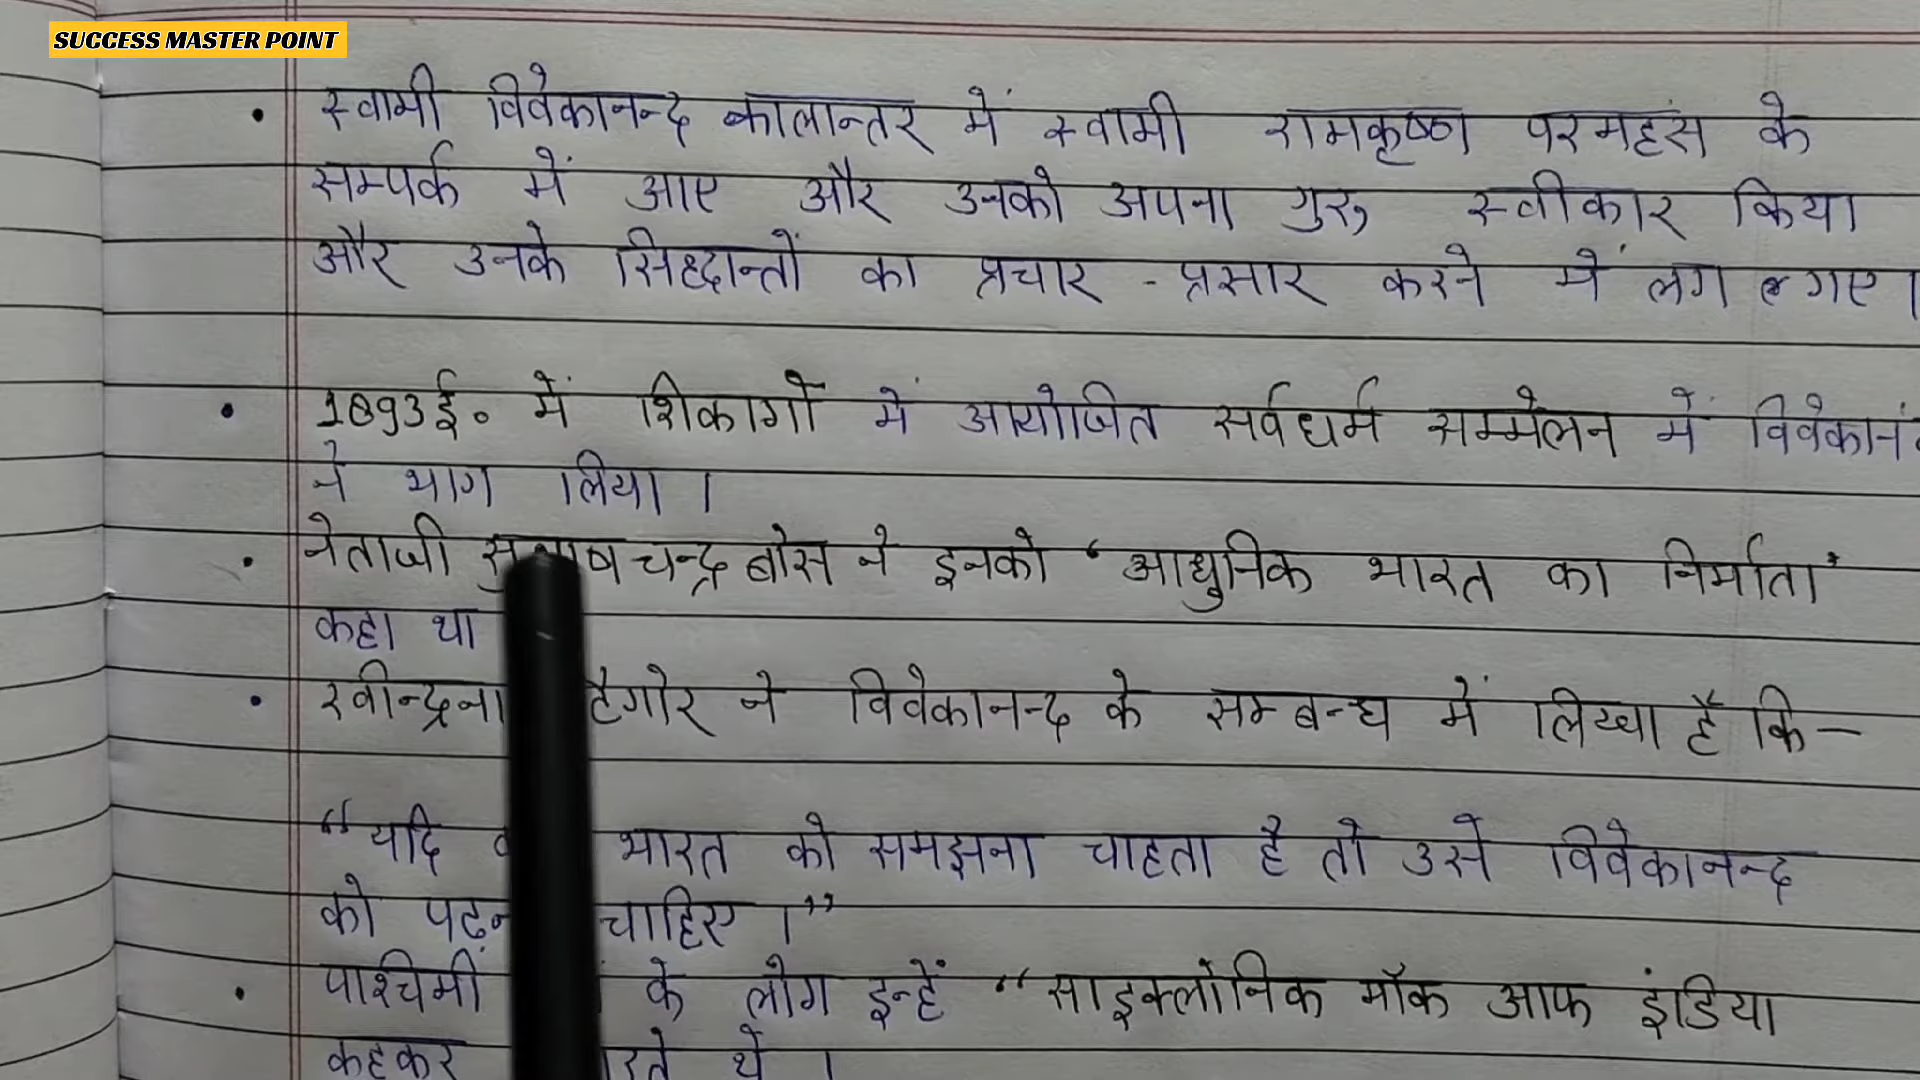 SUCCESS MASTER POINT
स्वामी विवेकानन्द कालान्तर में स्वामी रामकृष्ण परमहंस के
सम्पर्क में आए और उनको अपना गुरु स्वीकार किया
और उनके सिद्धान्तों का प्रचार - प्रसार करने में लग गए।
1893ई० में शिकागों में आयोजित सर्वधर्म सम्मेलन में
ने भाग लिया।
नेताजी चन्द्र बोस ने इनको ‘आधुनिक भारत का निर्माता’
कहा था
टैगोर ने विवेकानन्द के सम्बन्ध में लिखा है कि—
“यदि भारत को समझना चाहता है तो उसे विवेकानन्द
को चाहिए।”
पाश्चिमी के लोग इन्हें “साइक्लोनिक मॉक आफ इंडिया
कहकर थे।